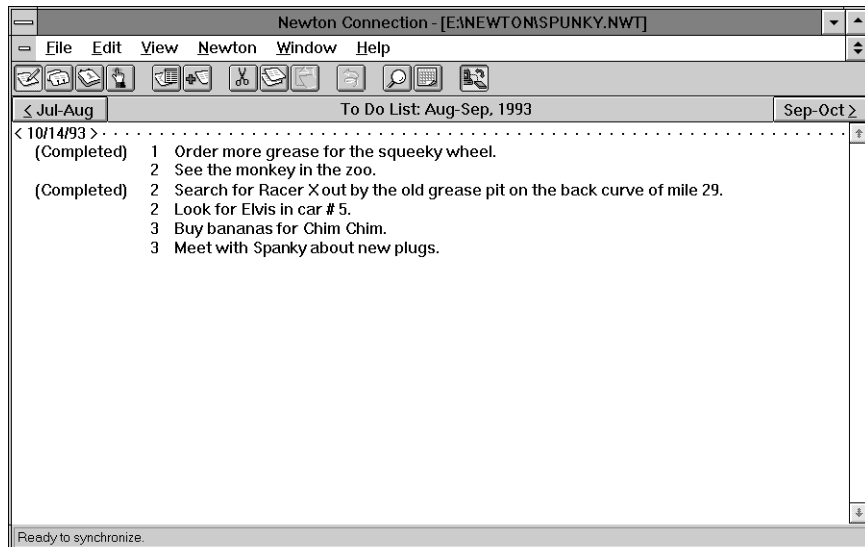 Newton Connection - [E:\NEWTON\SPUNKY.NWT]
File Edit View Newton Window Help
< Jul-Aug To Do List: Aug-Sep, 1993 Sep-Oct >
< 10/14/93 >
(Completed) 1 Order more grease for the squeeky wheel.
2 See the monkey in the zoo.
(Completed) 2 Search for Racer X out by the old grease pit on the back curve of mile 29.
2 Look for Elvis in car # 5.
3 Buy bananas for Chim Chim.
3 Meet with Spanky about new plugs.
Ready to synchronize.